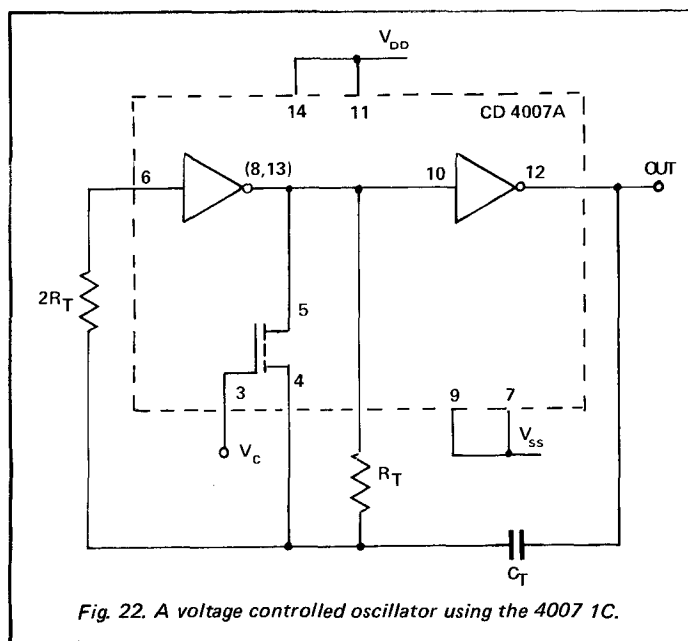 V_DD
14
11
CD 4007A
6
(8,13)
10
12
OUT
2R_T
5
3
4
9
7
V_C
V_ss
R_T
C_T
Fig. 22. A voltage controlled oscillator using the 4007 1C.